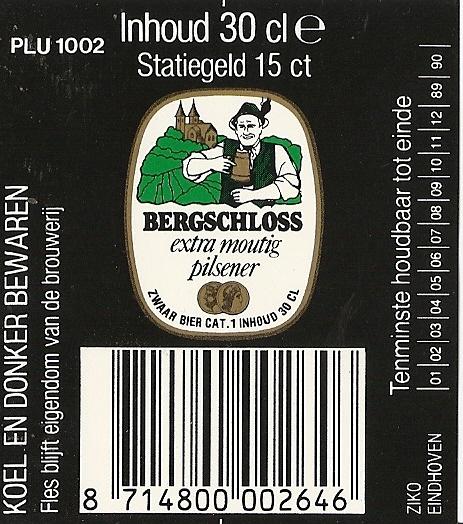 PLU 1002
Inhoud 30 cl e
Statiegeld 15 ct
BERGSCHLOSS
extra moutig
pilsener
ZWAAR BIER CAT.1 INHOUD 30 CL
8 714800 002646
KOEL EN DONKER BEWAREN
Fles blijft eigendom van de brouwerij
Tenminste houdbaar tot einde
01 02 03 04 05 06 07 08 09 10 11 12 89 90
ZIKO
EINDHOVEN